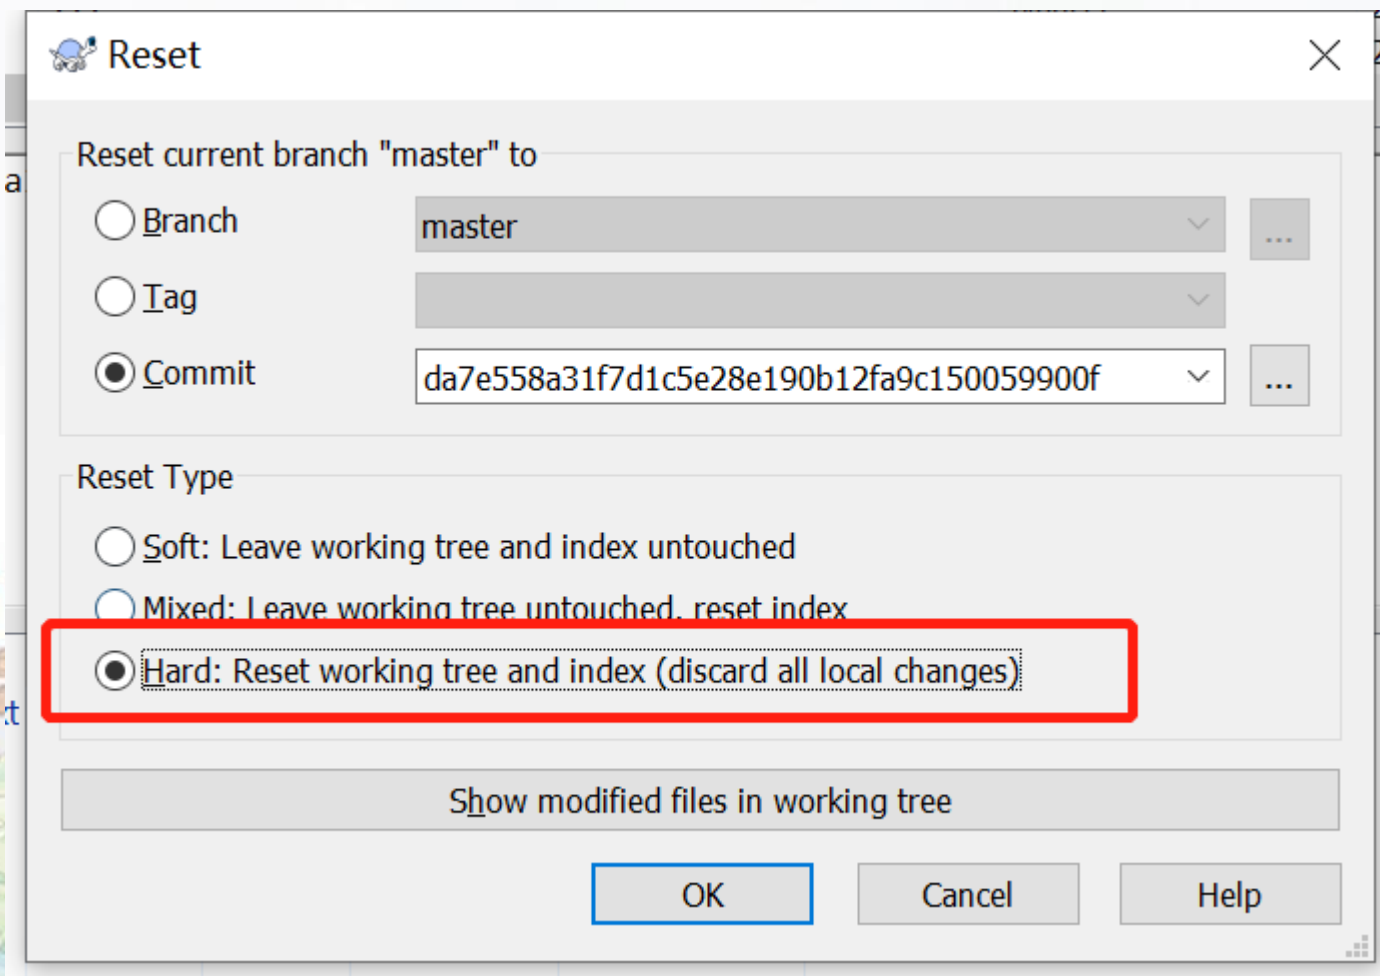 Reset
Reset current branch "master" to
Branch
master
...
Tag
Commit
da7e558a31f7d1c5e28e190b12fa9c150059900f
...
Reset Type
Soft: Leave working tree and index untouched
Mixed: Leave working tree untouched, reset index
Hard: Reset working tree and index (discard all local changes)
Show modified files in working tree
OK
Cancel
Help